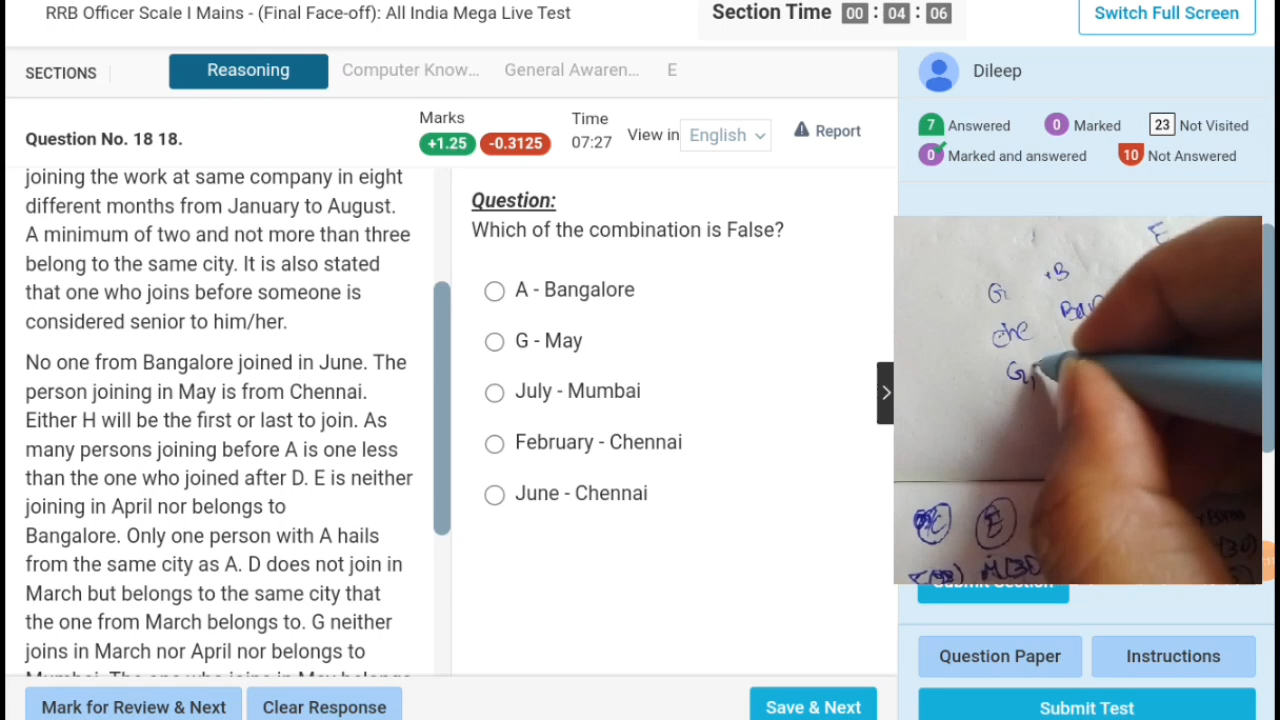 RRB Officer Scale I Mains - (Final Face-off): All India Mega Live Test
Section Time 00 : 04 : 06
Switch Full Screen
SECTIONS
Reasoning
Computer Know...
General Awaren...
E
Dileep
Question No. 18 18.
Marks
+1.25 -0.3125
Time
07:27
View in English
Report
7 Answered
0 Marked
23 Not Visited
0 Marked and answered
10 Not Answered
joining the work at same company in eight
different months from January to August.
A minimum of two and not more than three
belong to the same city. It is also stated
that one who joins before someone is
considered senior to him/her.
No one from Bangalore joined in June. The
person joining in May is from Chennai.
Either H will be the first or last to join. As
many persons joining before A is one less
than the one who joined after D. E is neither
joining in April nor belongs to
Bangalore. Only one person with A hails
from the same city as A. D does not join in
March but belongs to the same city that
the one from March belongs to. G neither
joins in March nor April nor belongs to
Question:
Which of the combination is False?
A - Bangalore
G - May
July - Mumbai
February - Chennai
June - Chennai
G
B
E
che
E
Submit Section
Question Paper
Instructions
Mark for Review & Next
Clear Response
Save & Next
Submit Test